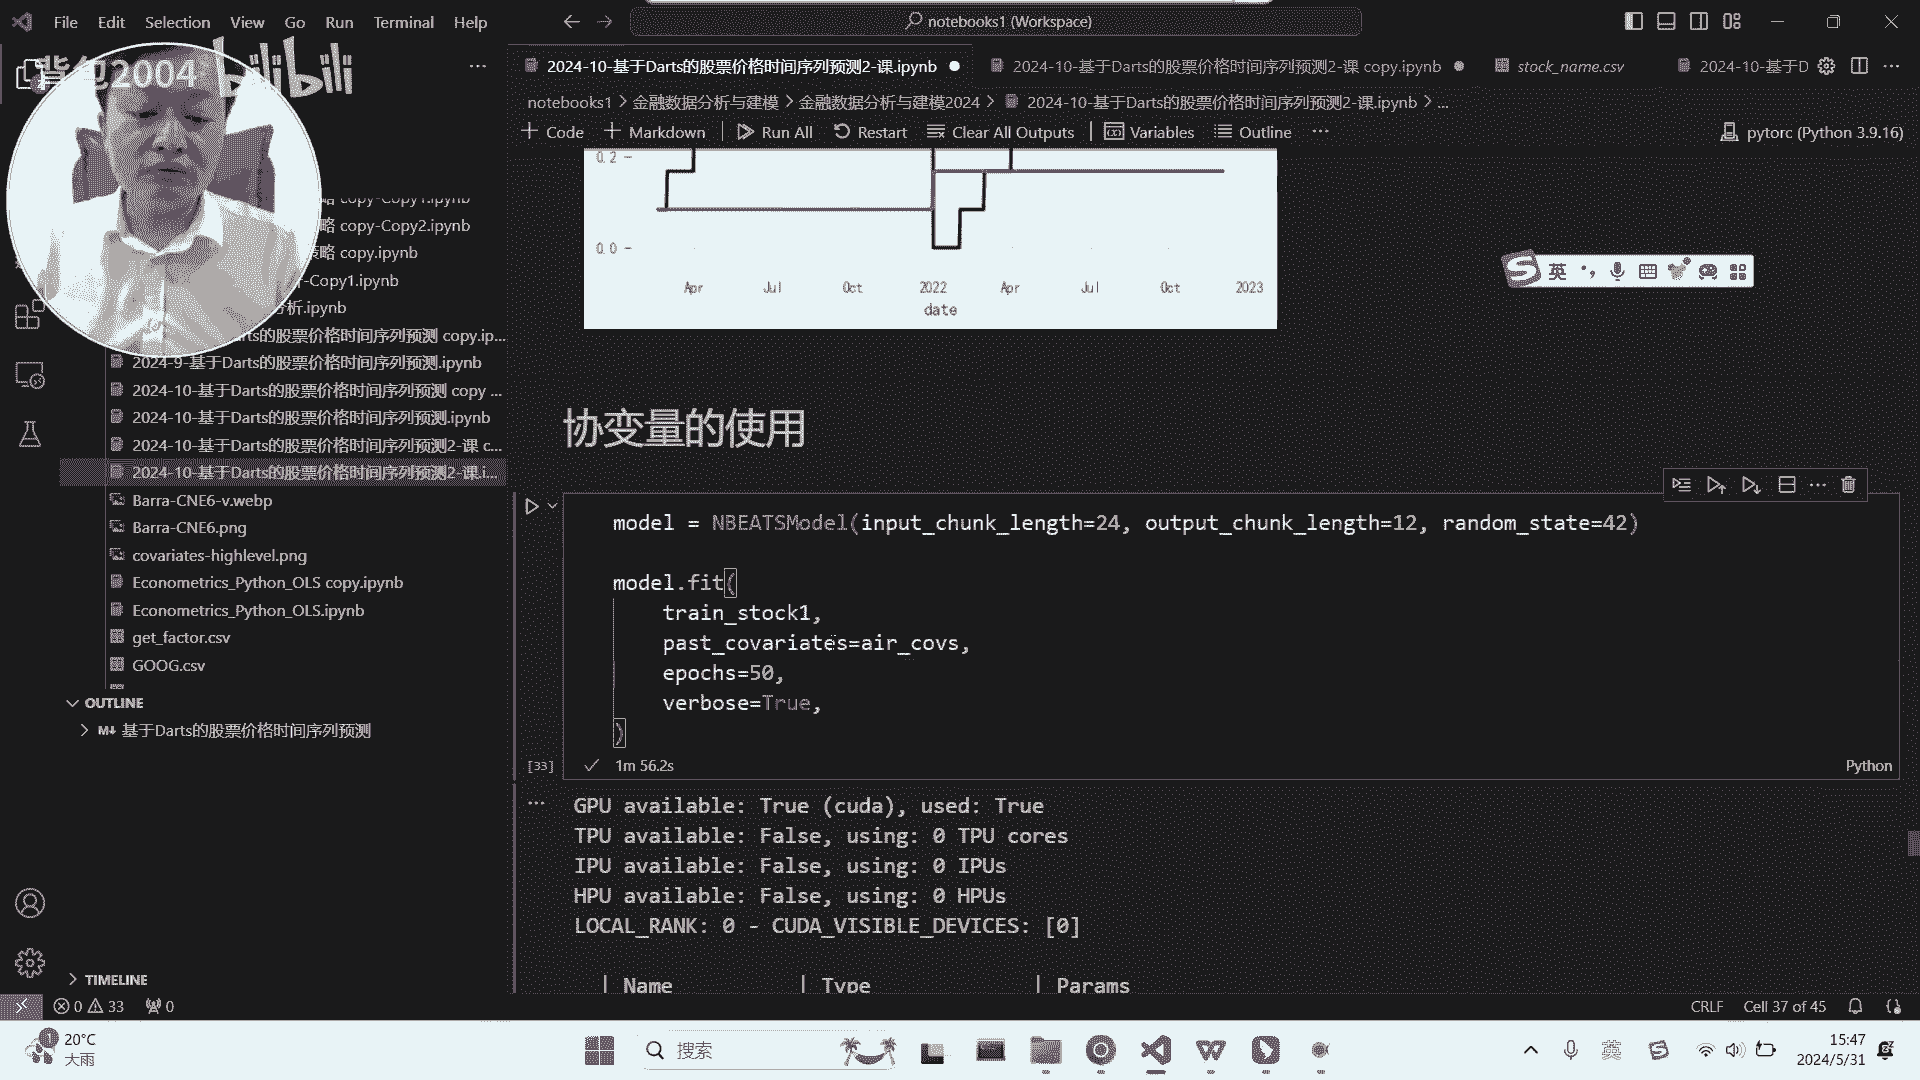 File Edit Selection View Go Run Terminal Help
notebooks1 (Workspace)
背包2004 bilibili
2024-10-基于Darts的股票价格时间序列预测2-课.ipynb
2024-10-基于Darts的股票价格时间序列预测2-课 copy.ipynb
stock_name.csv
2024-10-基于D
notebooks1 > 金融数据分析与建模 > 金融数据分析与建模2024 > 2024-10-基于Darts的股票价格时间序列预测2-课.ipynb > ...
+ Code + Markdown Run All Restart Clear All Outputs Variables Outline ...
pytorc (Python 3.9.16)
0.2
0.0
Apr Jul Oct 2022 Apr Jul Oct 2023
date
英
略 copy-Copy1.ipynb
略 copy-Copy2.ipynb
策略 copy.ipynb
-Copy1.ipynb
分析.ipynb
arts的股票价格时间序列预测 copy.ip...
2024-9-基于Darts的股票价格时间序列预测.ipynb
2024-10-基于Darts的股票价格时间序列预测 copy ...
2024-10-基于Darts的股票价格时间序列预测.ipynb
2024-10-基于Darts的股票价格时间序列预测2-课 c...
2024-10-基于Darts的股票价格时间序列预测2-课.i...
Barra-CNE6-v.webp
Barra-CNE6.png
covariates-highlevel.png
Econometrics_Python_OLS copy.ipynb
Econometrics_Python_OLS.ipynb
get_factor.csv
GOOG.csv
OUTLINE
M↓ 基于Darts的股票价格时间序列预测
TIMELINE
协变量的使用
model = NBEATSModel(input_chunk_length=24, output_chunk_length=12, random_state=42)
model.fit(
train_stock1,
past_covariates=air_covs,
epochs=50,
verbose=True,
)
[33]
1m 56.2s
Python
GPU available: True (cuda), used: True
TPU available: False, using: 0 TPU cores
IPU available: False, using: 0 IPUs
HPU available: False, using: 0 HPUs
LOCAL_RANK: 0 - CUDA_VISIBLE_DEVICES: [0]
| Name | Type | Params
0 33 0
CRLF Cell 37 of 45
1 20°C
大雨
搜索
英
15:47
2024/5/31